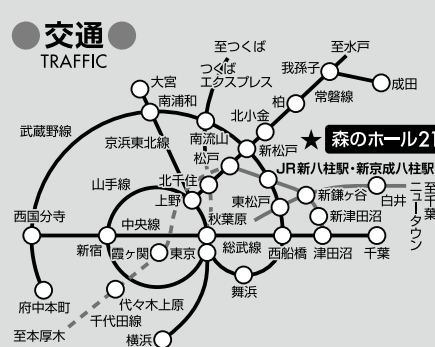 交通
TRAFFIC
至つくば
つくば
エクスプレス
至水戸
我孫子
成田
大宮
南浦和
柏
常磐線
北小金
武蔵野線
京浜東北線
南流山
★ 森のホール21
松戸
新松戸
JR新八柱駅・新京成八柱駅
山手線
北千住
上野
東松戸
新鎌ヶ谷
白井
至千葉
ニュータウン
秋葉原
新津田沼
西国分寺
中央線
新宿
霞ヶ関
東京
総武線
西船橋
津田沼
千葉
舞浜
府中本町
代々木上原
千代田線
至本厚木
横浜